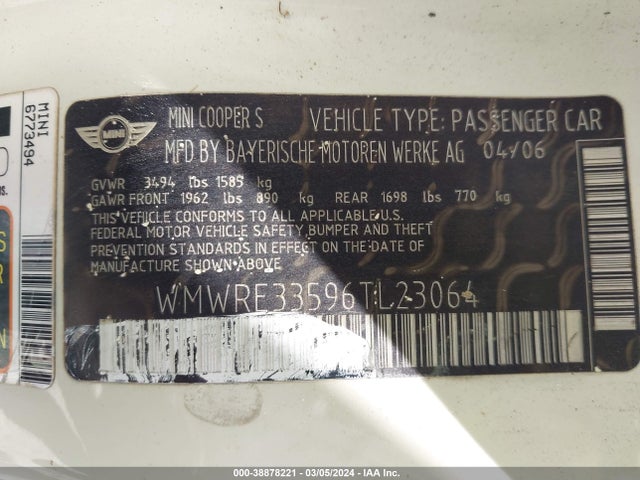 MINI
6773494
MINI
MINI COOPER S VEHICLE TYPE: PASSENGER CAR
MFD BY BAYERISCHE MOTOREN WERKE AG 04/06
GVWR 3494 lbs 1585 kg
GAWR FRONT 1962 lbs 890 kg REAR 1698 lbs 770 kg
THIS VEHICLE CONFORMS TO ALL APPLICABLE U.S.
FEDERAL MOTOR VEHICLE SAFETY, BUMPER AND THEFT
PREVENTION STANDARDS IN EFFECT ON THE DATE OF
MANUFACTURE SHOWN ABOVE
WMWRE33596TL23064
000-38878221 - 03/05/2024 - IAA Inc.